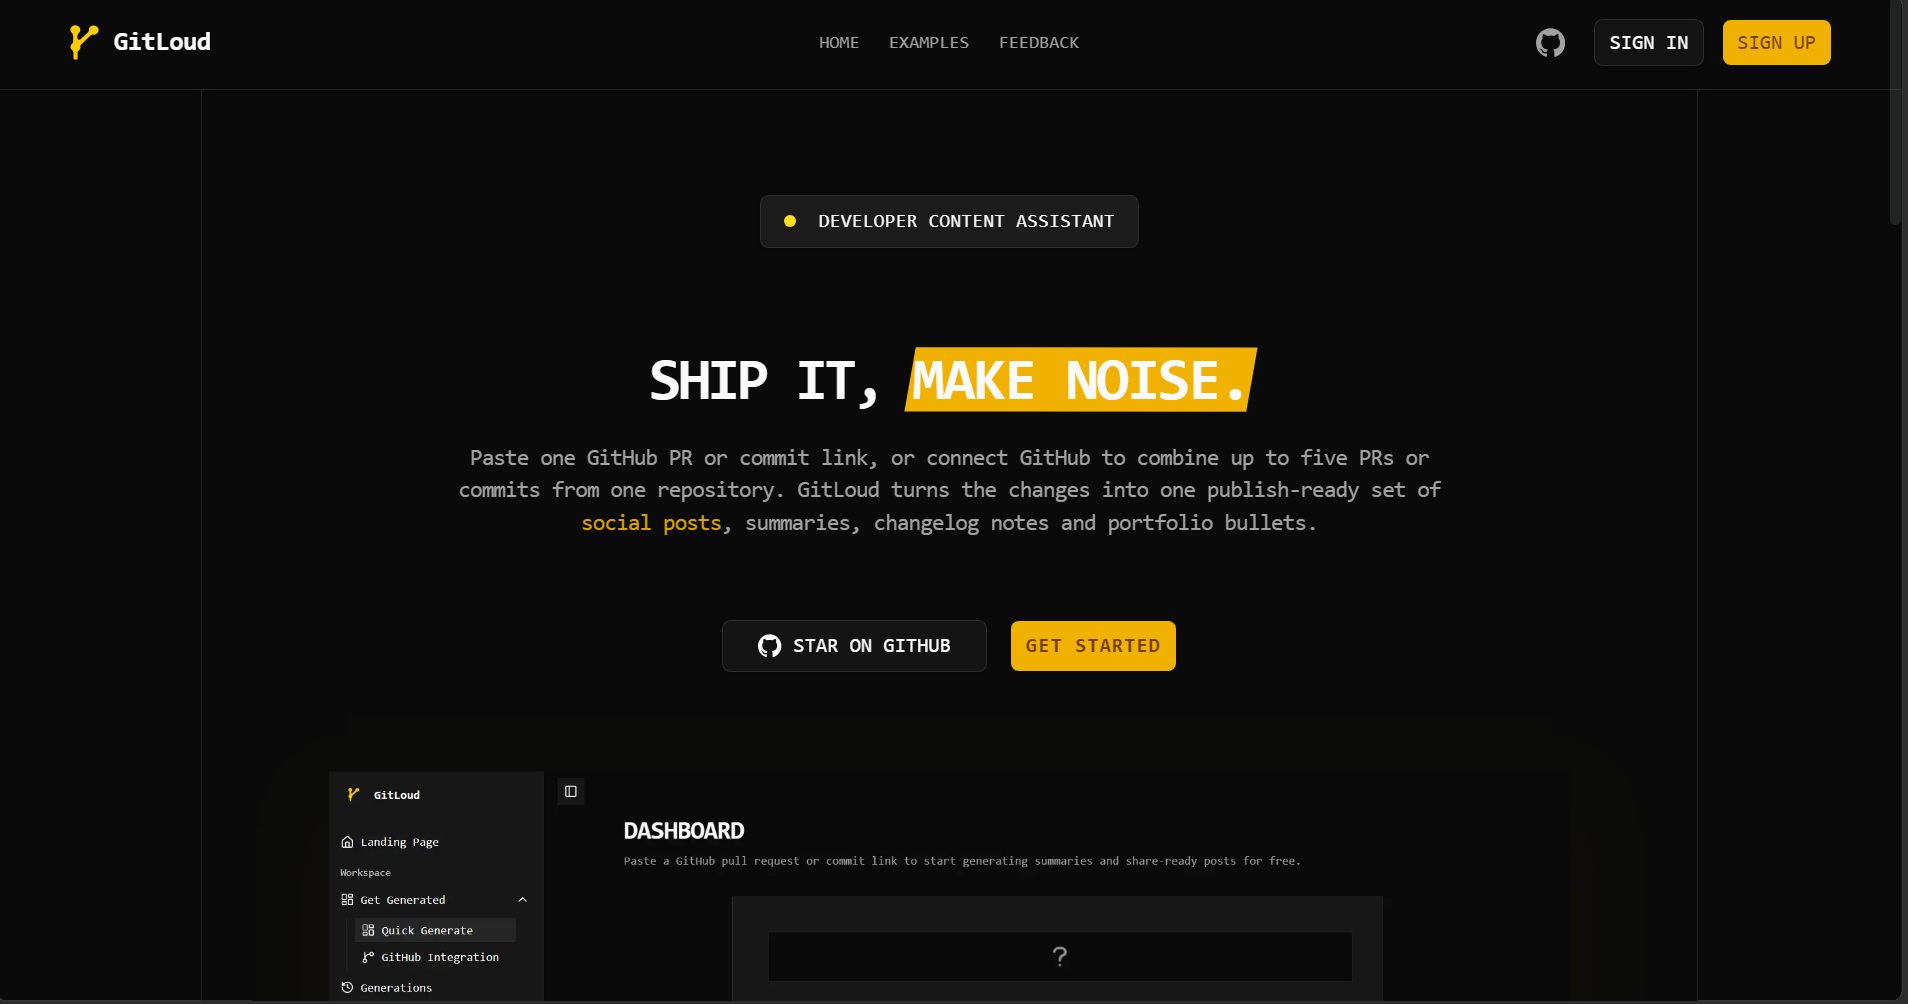 GitLoud
HOME
EXAMPLES
FEEDBACK
SIGN IN
SIGN UP
DEVELOPER CONTENT ASSISTANT
SHIP IT, MAKE NOISE.
Paste one GitHub PR or commit link, or connect GitHub to combine up to five PRs or
commits from one repository. GitLoud turns the changes into one publish-ready set of
social posts, summaries, changelog notes and portfolio bullets.
STAR ON GITHUB
GET STARTED
GitLoud
Landing Page
Workspace
Get Generated
Quick Generate
GitHub Integration
Generations
DASHBOARD
Paste a GitHub pull request or commit link to start generating summaries and share-ready posts for free.
?